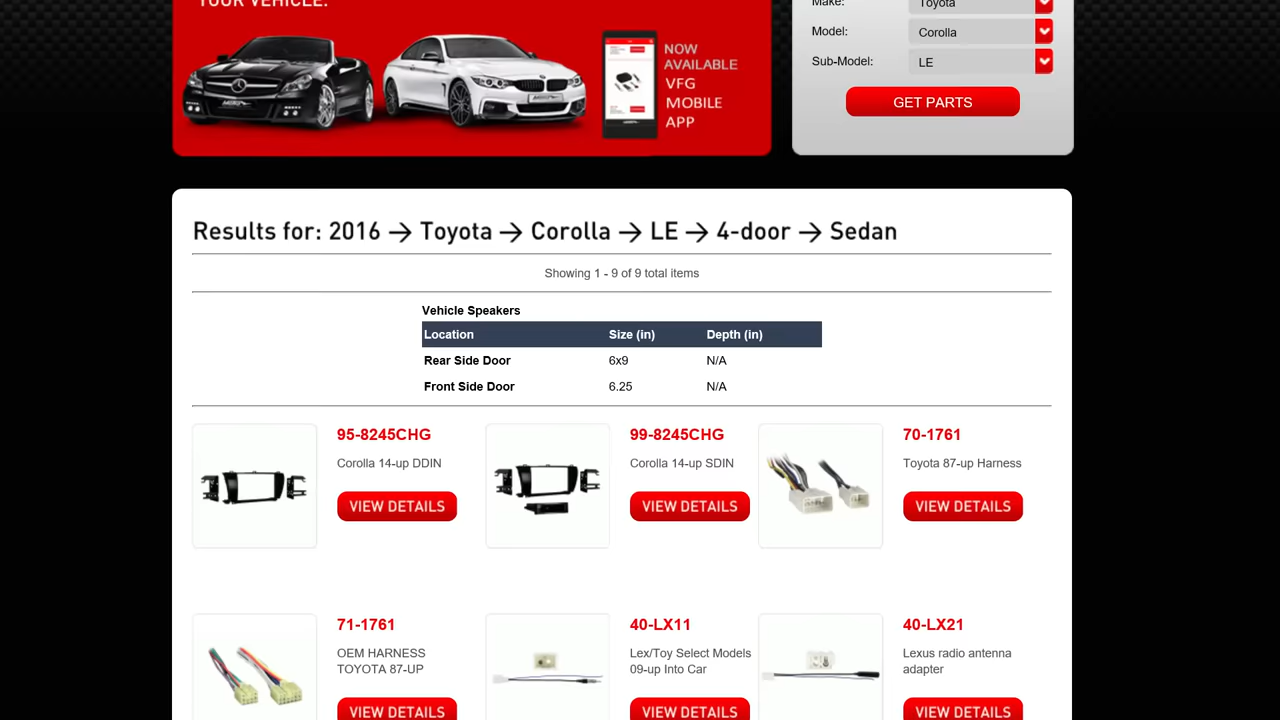 YOUR VEHICLE.
NOW
AVAILABLE
VFG
MOBILE
APP
Make: Toyota
Model: Corolla
Sub-Model: LE
GET PARTS
Results for: 2016 → Toyota → Corolla → LE → 4-door → Sedan
Showing 1 - 9 of 9 total items
Vehicle Speakers
Location Size (in) Depth (in)
Rear Side Door 6x9 N/A
Front Side Door 6.25 N/A
95-8245CHG
Corolla 14-up DDIN
VIEW DETAILS
99-8245CHG
Corolla 14-up SDIN
VIEW DETAILS
70-1761
Toyota 87-up Harness
VIEW DETAILS
71-1761
OEM HARNESS
TOYOTA 87-UP
VIEW DETAILS
40-LX11
Lex/Toy Select Models
09-up Into Car
VIEW DETAILS
40-LX21
Lexus radio antenna
adapter
VIEW DETAILS